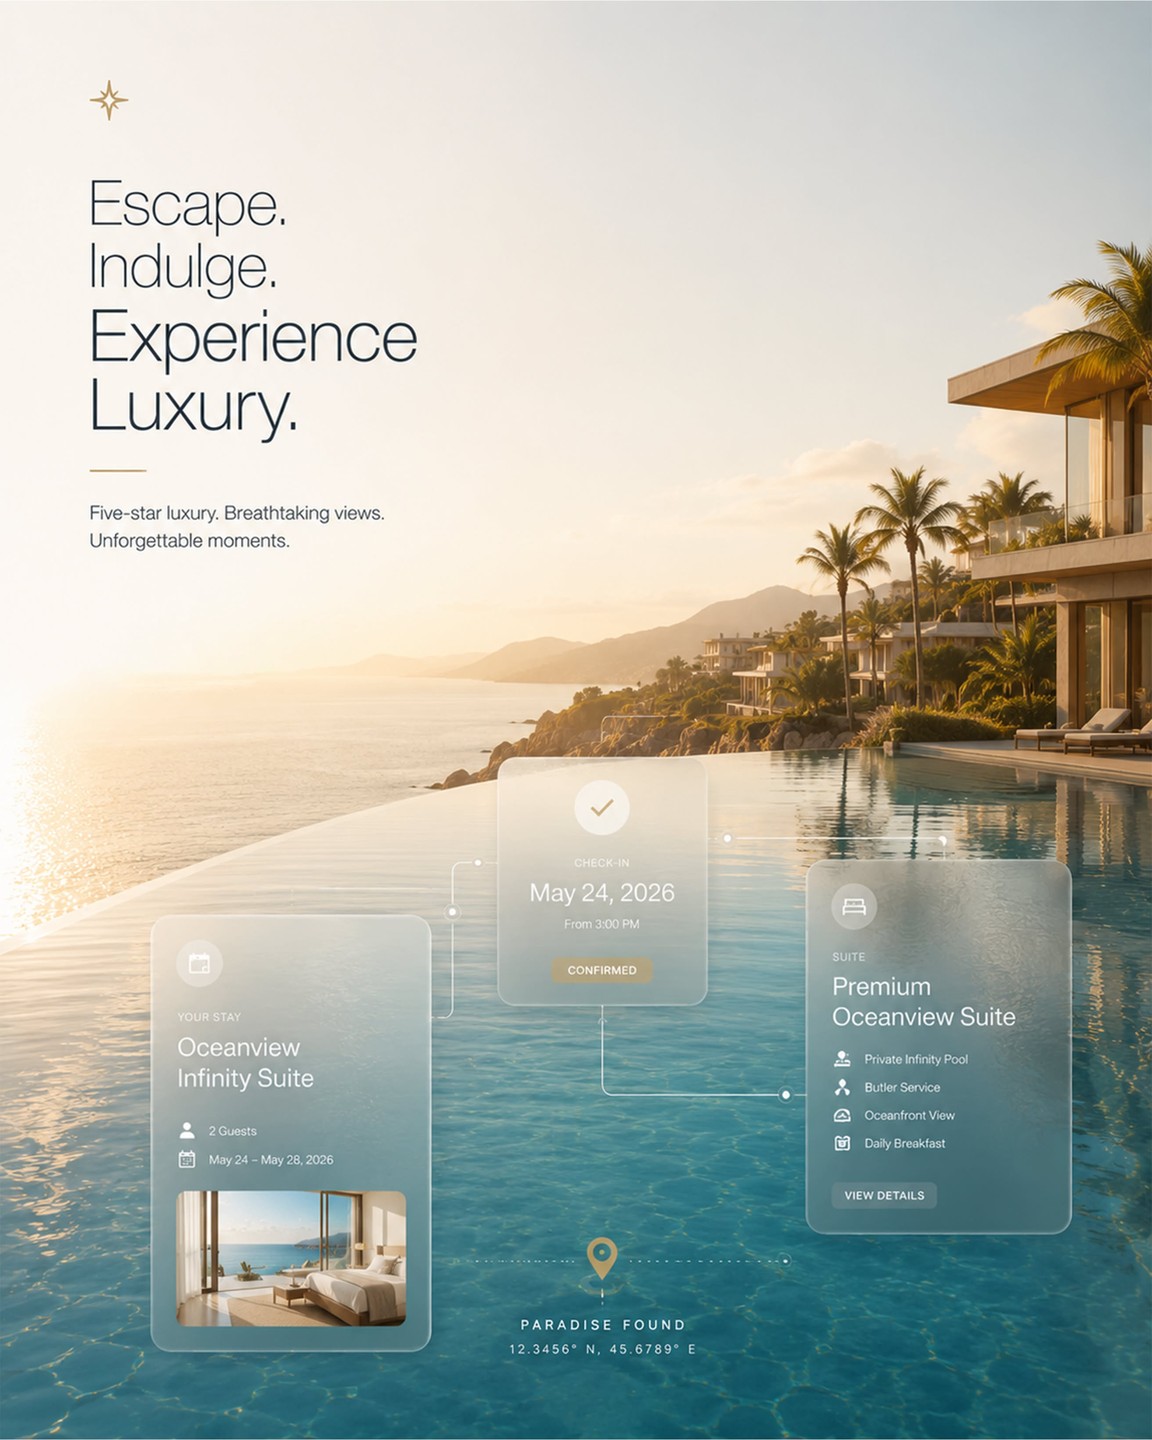 Escape.
Indulge.
Experience
Luxury.
Five-star luxury. Breathtaking views.
Unforgettable moments.
CHECK-IN
May 24, 2026
From 3:00 PM
CONFIRMED
YOUR STAY
Oceanview
Infinity Suite
2 Guests
May 24 – May 28, 2026
SUITE
Premium
Oceanview Suite
Private Infinity Pool
Butler Service
Oceanfront View
Daily Breakfast
VIEW DETAILS
PARADISE FOUND
12.3456° N, 45.6789° E